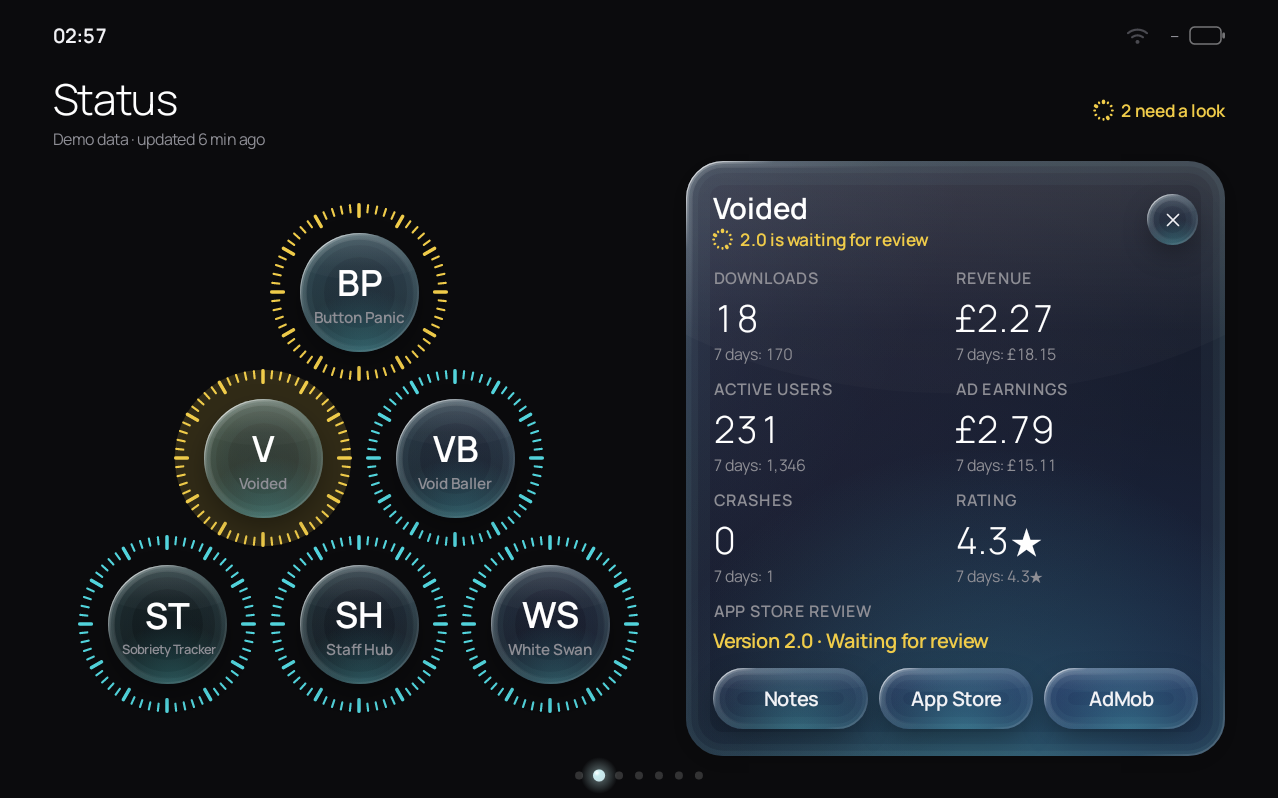 02:57
–
Status
Demo data · updated 6 min ago
2 need a look
BP
Button Panic
V
Voided
VB
Void Baller
ST
Sobriety Tracker
SH
Staff Hub
WS
White Swan
Voided
2.0 is waiting for review
DOWNLOADS
18
7 days: 170
REVENUE
£2.27
7 days: £18.15
ACTIVE USERS
231
7 days: 1,346
AD EARNINGS
£2.79
7 days: £15.11
CRASHES
0
7 days: 1
RATING
4.3★
7 days: 4.3★
APP STORE REVIEW
Version 2.0 · Waiting for review
Notes
App Store
AdMob